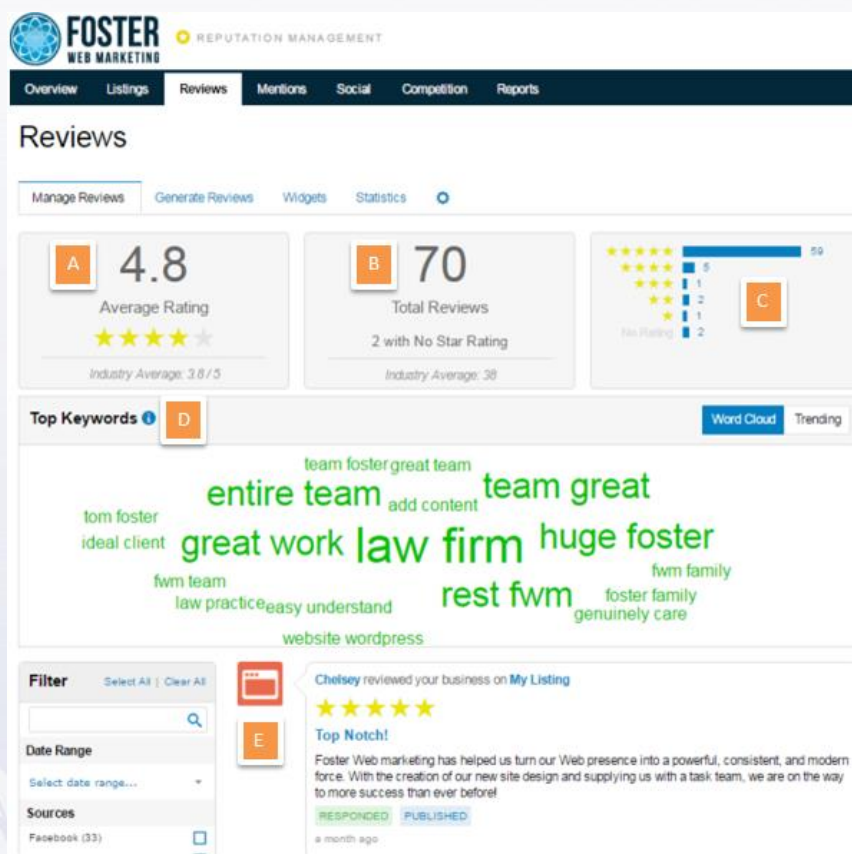 FOSTER
WEB MARKETING
REPUTATION MANAGEMENT
Overview Listings Reviews Mentions Social Competition Reports
Reviews
Manage Reviews Generate Reviews Widgets Statistics
A
4.8
Average Rating
Industry Average: 3.8 / 5
B
70
Total Reviews
2 with No Star Rating
Industry Average: 38
59
5
1
2
1
No Rating 2
C
Top Keywords
D
Word Cloud Trending
team foster great team
entire team add content team great
tom foster
ideal client great work law firm huge foster
fwm team fwm family
law practice easy understand rest fwm foster family
genuinely care
website wordpress
Filter Select All | Clear All
Date Range
Select date range...
Sources
Facebook (33)
E
Chelsey reviewed your business on My Listing
Top Notch!
Foster Web marketing has helped us turn our Web presence into a powerful, consistent, and modern
force. With the creation of our new site design and supplying us with a task team, we are on the way
to more success than ever before!
RESPONDED PUBLISHED
a month ago